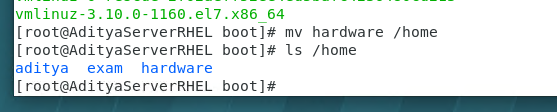 vmlinuz-3.10.0-1160.el7.x86_64
[root@AdityaServerRHEL boot]# mv hardware /home
[root@AdityaServerRHEL boot]# ls /home
aditya  exam  hardware
[root@AdityaServerRHEL boot]#